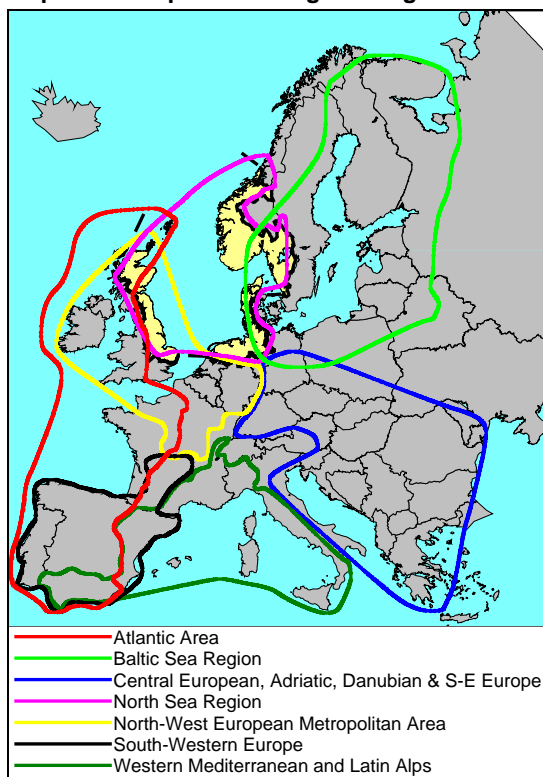 Atlantic Area
Baltic Sea Region
Central European, Adriatic, Danubian & S-E Europe
North Sea Region
North-West European Metropolitan Area
South-Western Europe
Western Mediterranean and Latin Alps